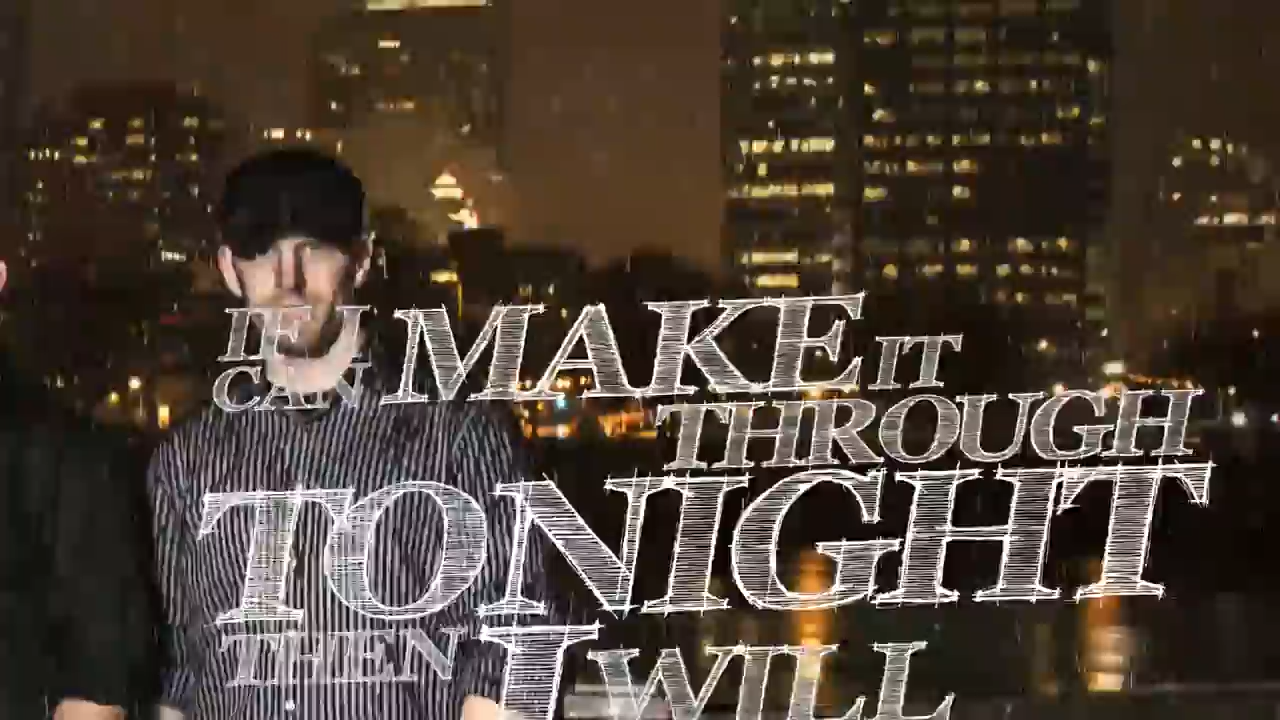 IF I
CAN MAKE IT
THROUGH
TONIGHT
THEN I WILL